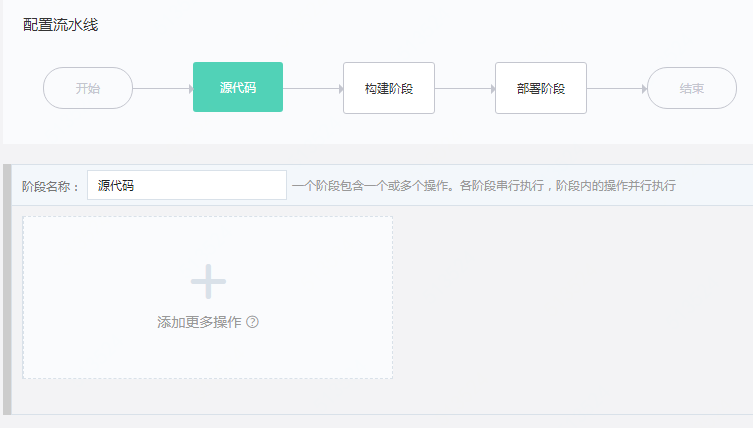 配置流水线
开始
源代码
构建阶段
部署阶段
结束
阶段名称：
源代码
一个阶段包含一个或多个操作。各阶段串行执行，阶段内的操作并行执行
添加更多操作 ?